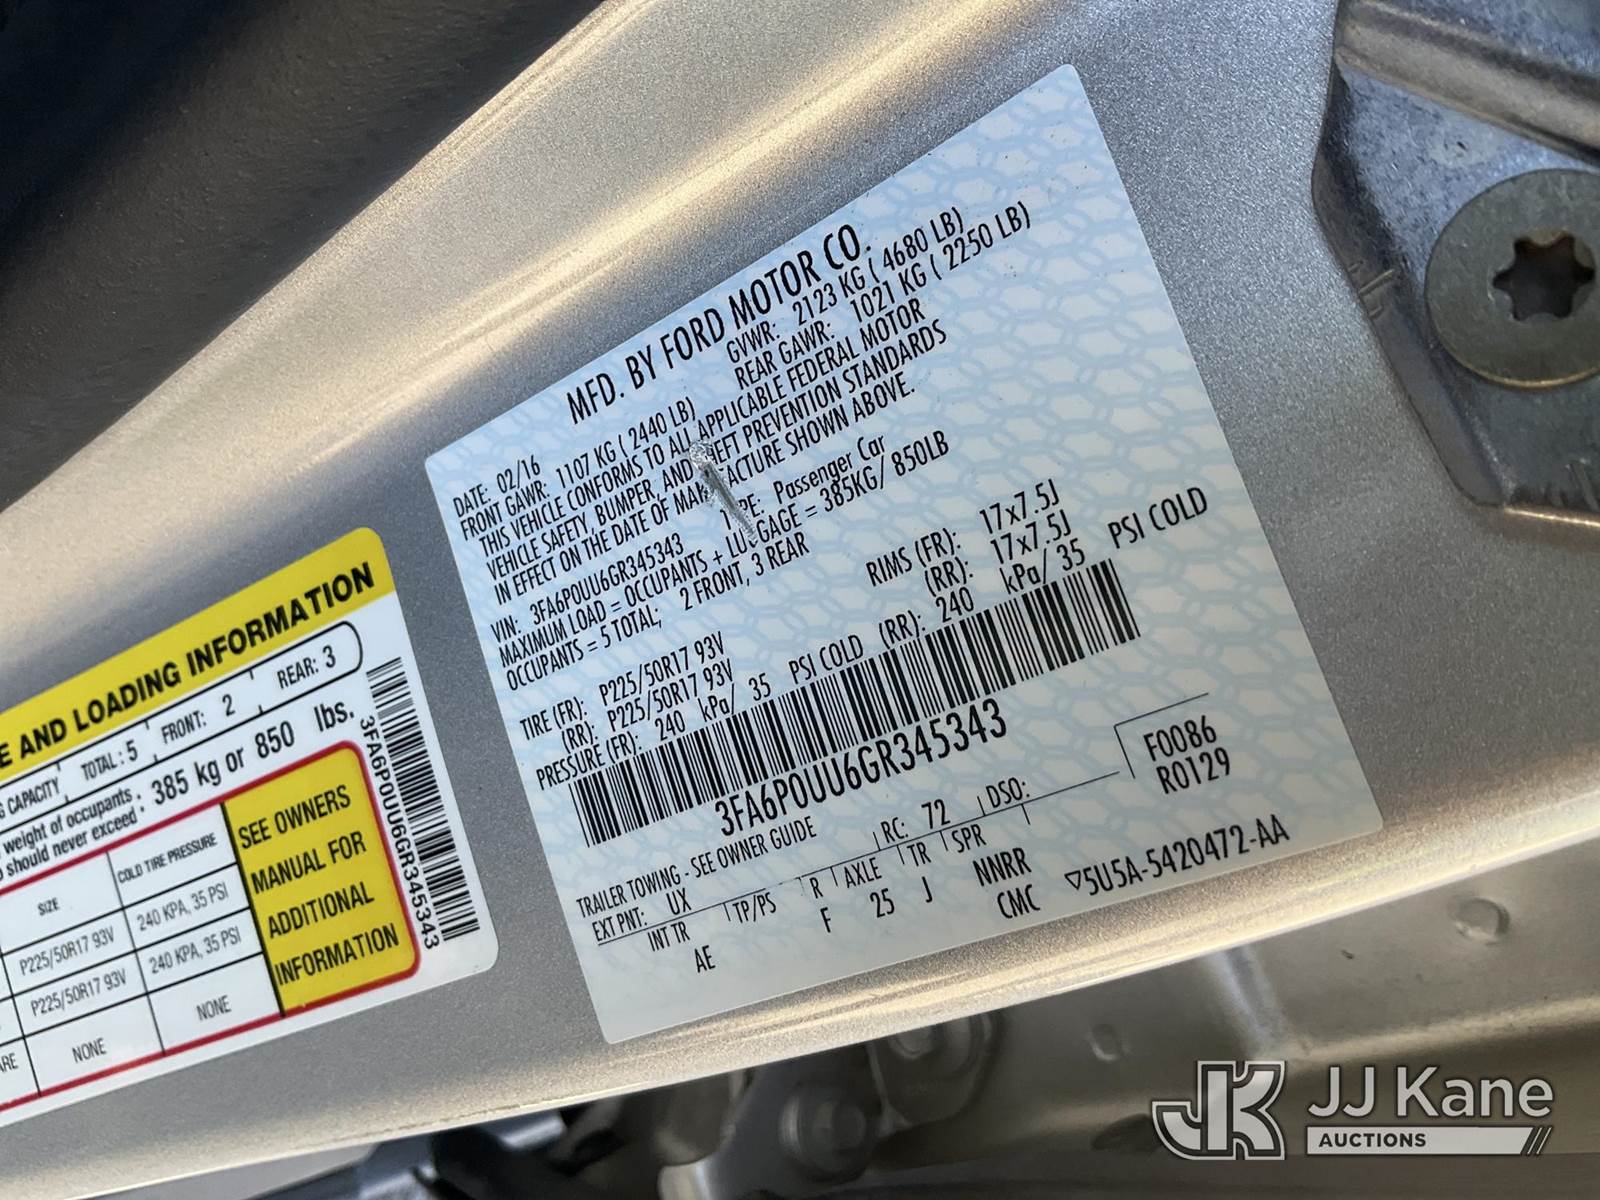 MFD. BY FORD MOTOR CO.
DATE: 02/16 GVWR: 2123 KG ( 4680 LB)
FRONT GAWR: 1107 KG ( 2440 LB) REAR GAWR: 1021 KG ( 2250 LB)
THIS VEHICLE CONFORMS TO ALL APPLICABLE FEDERAL MOTOR
VEHICLE SAFETY, BUMPER, AND THEFT PREVENTION STANDARDS
IN EFFECT ON THE DATE OF MANUFACTURE SHOWN ABOVE.
VIN: 3FA6P0UU6GR345343 TYPE: Passenger Car
MAXIMUM LOAD = OCCUPANTS + LUGGAGE = 385KG/ 850LB
OCCUPANTS = 5 TOTAL; 2 FRONT, 3 REAR
TIRE (FR): P225/50R17 93V RIMS (FR): 17x7.5J
(RR): P225/50R17 93V (RR): 17x7.5J
PRESSURE (FR): 240 kPa/ 35 PSI COLD (RR): 240 kPa/ 35 PSI COLD
3FA6P0UU6GR345343
F0086
R0129
TRAILER TOWING - SEE OWNER GUIDE
EXT PNT: UX RC: 72 DSO:
INT TR TP/PS R AXLE TR SPR
AE F 25 J NNRR
CMC
▽5U5A-5420472-AA
E AND LOADING INFORMATION
G CAPACITY TOTAL: 5 FRONT: 2 REAR: 3
weight of occupants
should never exceed : 385 kg or 850 lbs.
SIZE COLD TIRE PRESSURE
P225/50R17 93V 240 KPA, 35 PSI
P225/50R17 93V 240 KPA, 35 PSI
ARE NONE NONE
SEE OWNERS
MANUAL FOR
ADDITIONAL
INFORMATION
3FA6P0UU6GR345343
JK JJ Kane
AUCTIONS